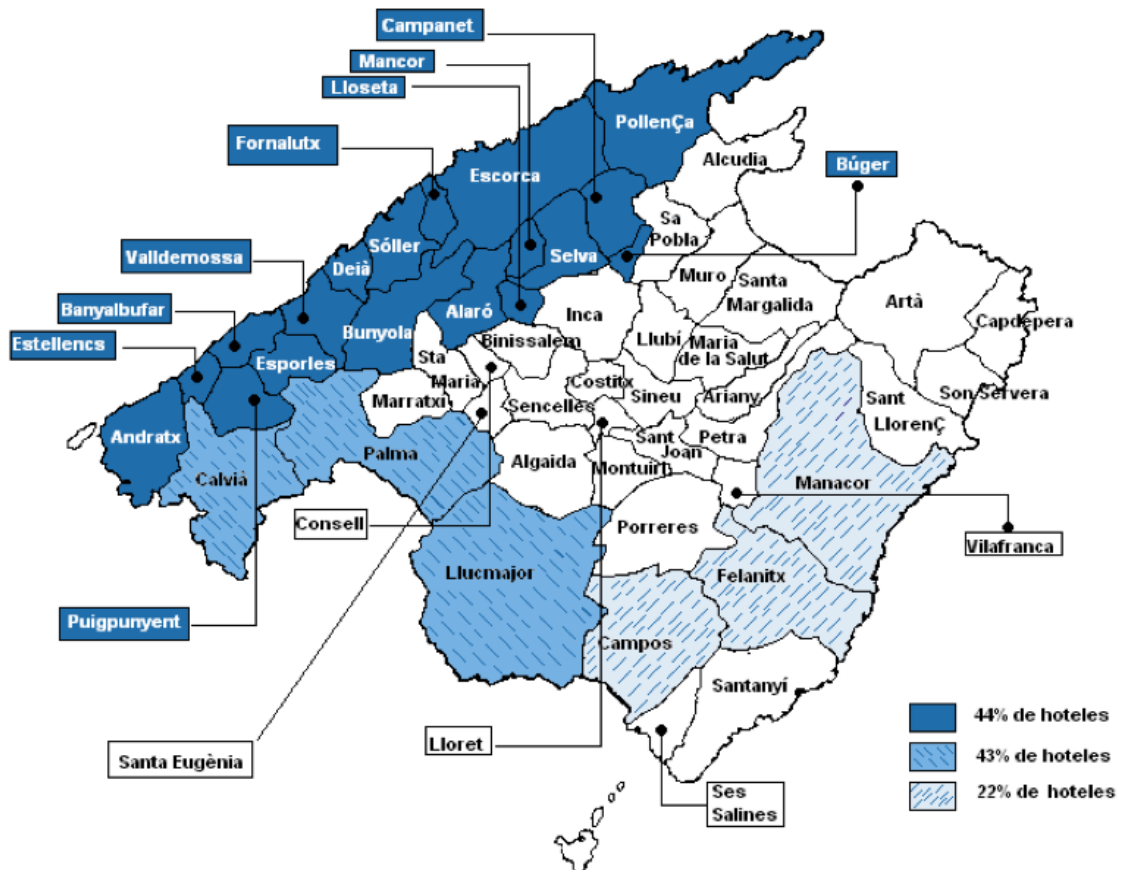 Campanet
Mancor
Lloseta
PollenÇa
Fornalutx
Alcudia
Búger
Escorca
Sa
Pobla
Sóller
Selva
Valldemossa
Deià
Muro
Santa
Margalida
Artà
Banyalbufar
Alaró
Inca
Capdepera
Estellencs
Bunyola
Binissalem
Llubí
Maria
de la Salut
Esporles
Sta
Maria
Costitx
Sineu
Ariany
Son Servera
Marratxi
Sencelles
Sant
LlorenÇ
Andratx
Palma
Algaida
Sant
Joan
Petra
Montuirl
Calvià
Manacor
Consell
Porreres
Vilafranca
Llucmajor
Felanitx
Puigpunyent
Campos
Santanyí
44% de hoteles
Santa Eugènia
Lloret
43% de hoteles
Ses
Salines
22% de hoteles